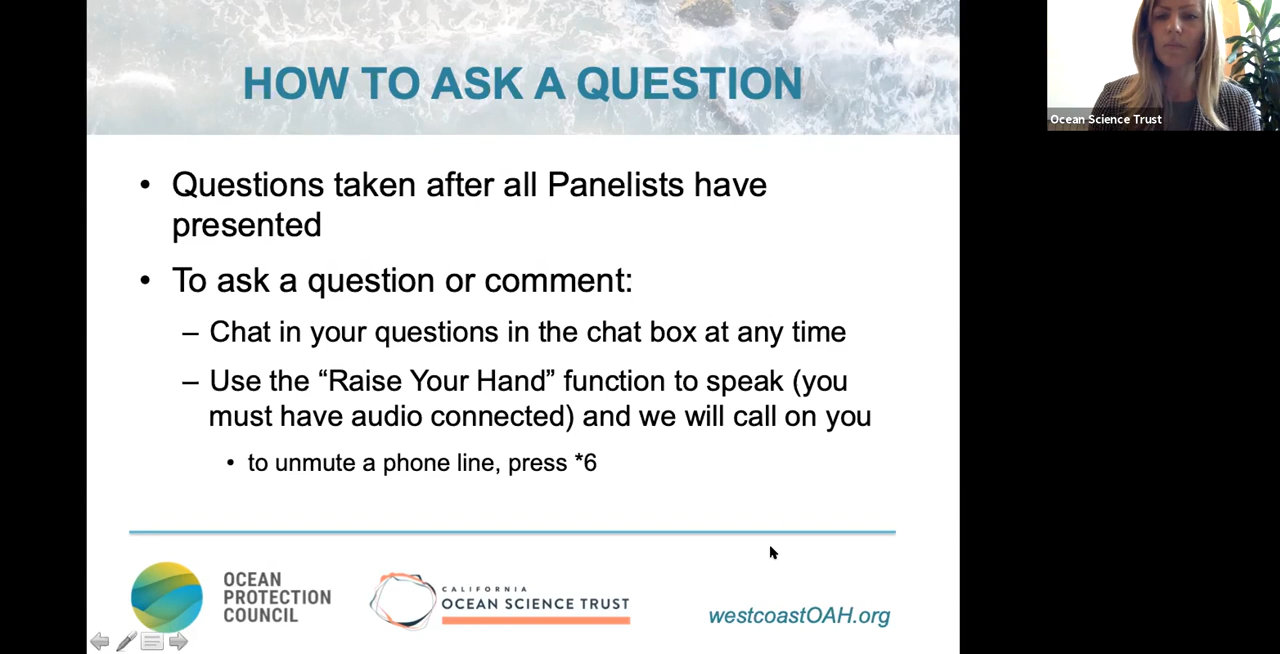 HOW TO ASK A QUESTION
• Questions taken after all Panelists have
presented
• To ask a question or comment:
– Chat in your questions in the chat box at any time
– Use the “Raise Your Hand” function to speak (you
must have audio connected) and we will call on you
• to unmute a phone line, press *6
OCEAN
PROTECTION
COUNCIL
CALIFORNIA
OCEAN SCIENCE TRUST
westcoastOAH.org
Ocean Science Trust